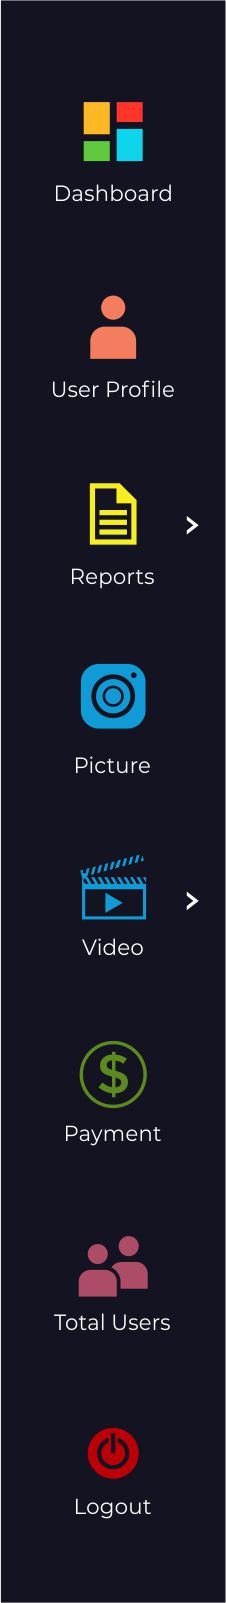 Dashboard
User Profile
Reports
Picture
Video
$
Payment
Total Users
Logout